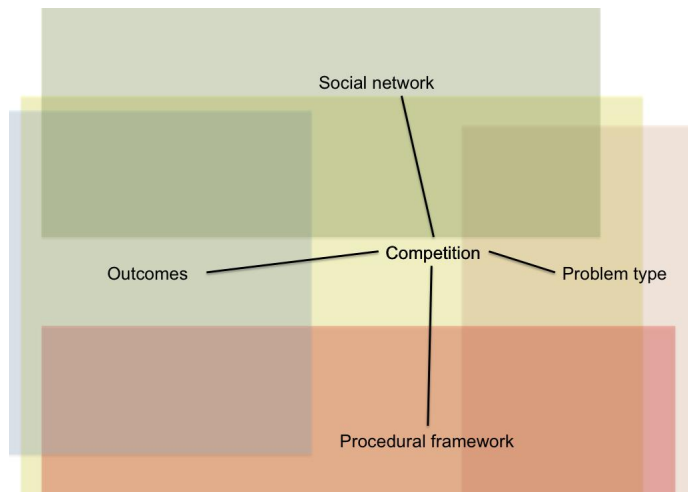 Social network
Competition
Outcomes
Problem type
Procedural framework